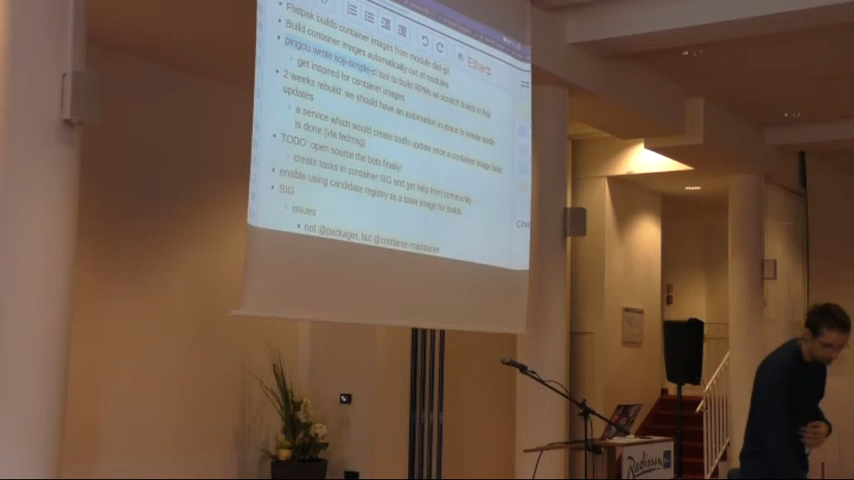 Flatpak builds container images from module dist-git
Build container images automatically out of modules
pingou wrote koji-simple-ci tool to build RPMs as scratch builds in koji
get inspired for container images
2 weeks rebuild: we should have an automation in-place to create bodhi
updates
a service which would create bodhi update once a container image build
is done (via fedmsg)
TODO: open source the bots finally!
create tasks in container SIG and get help from community
enable using candidate registry as a base image for builds
SIG
issues
not @packager, but @container-maintainer
Etherp
Radisson